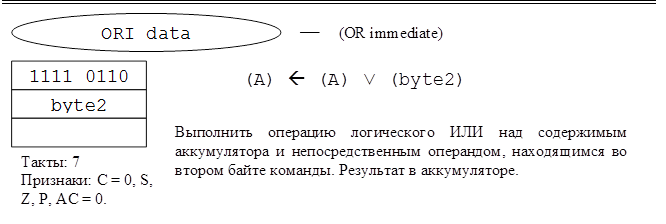 ORI data — (OR immediate)
1111 0110
(A) 🡨 (A) ∨ (byte2)
byte2
Выполнить операцию логического ИЛИ над содержимым
аккумулятора и непосредственным операндом, находящимся во
втором байте команды. Результат в аккумуляторе.
Такты: 7
Признаки: C = 0, S,
Z, P, AC = 0.